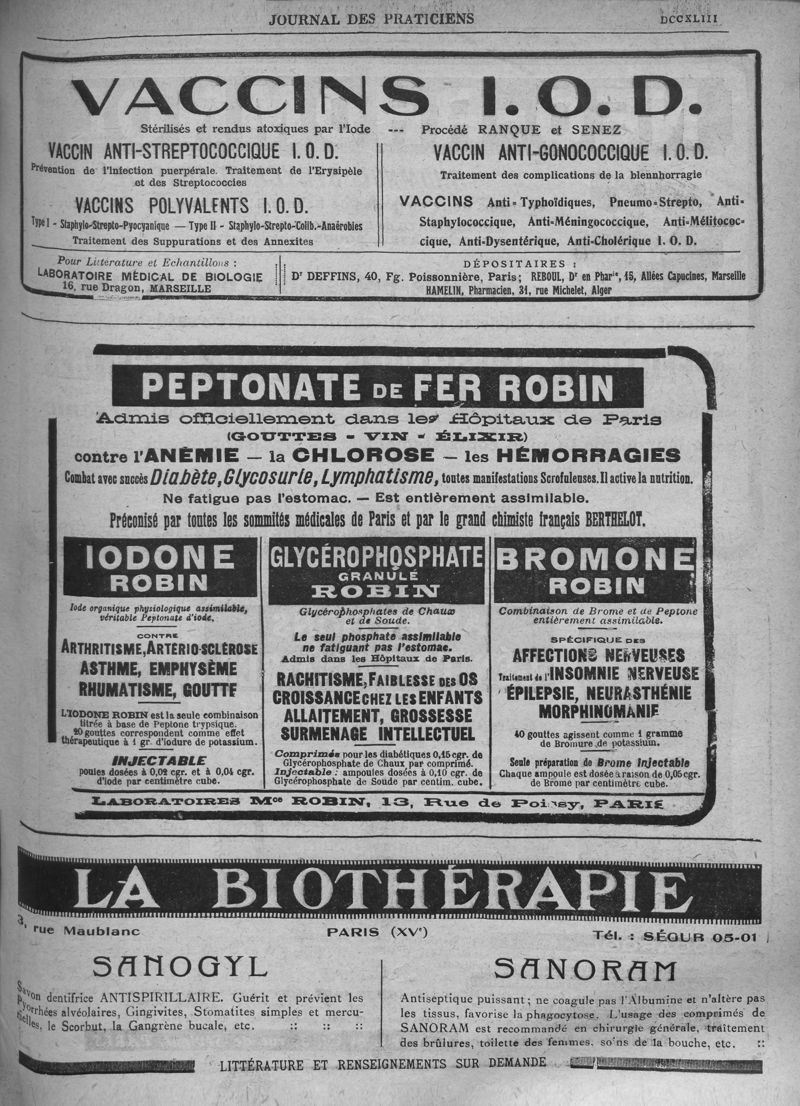 JOURNAL DES PRATICIENS
DCCXLIII
VACCINS I. O. D.
Stérilisés et rendus atoxiques par l'Iode --- Procédé RANQUE et SENEZ
VACCIN ANTI-STREPTOCOCCIQUE I. O. D.
Prévention de l'Infection puerpérale. Traitement de l'Erysipèle
et des Streptococcies
VACCINS POLYVALENTS I. O. D.
Type I - Staphylo-Strepto-Pyocyanique — Type II - Staphylo-Strepto-Colib.-Anaérobies
Traitement des Suppurations et des Annexites
VACCIN ANTI-GONOCOCCIQUE I. O. D.
Traitement des complications de la blennhorragie
VACCINS Anti-Typhoïdiques, Pneumo-Strepto, Anti-
Staphylococcique, Anti-Méningococcique, Anti-Mélitococ-
cique, Anti-Dysentérique, Anti-Cholérique I. O. D.
Pour Littérature et Echantillons :
LABORATOIRE MÉDICAL DE BIOLOGIE
16, rue Dragon, MARSEILLE
DÉPOSITAIRES :
Dr DEFFINS, 40, Fg. Poissonnière, Paris; REBOUL, Dr en Pharie, 15, Allées Capucines, Marseille
HAMELIN, Pharmacien, 31, rue Michelet, Alger
PEPTONATE DE FER ROBIN
Admis officiellement dans les Hôpitaux de Paris
(GOUTTES - VIN - ÉLIXIR)
contre l'ANÉMIE — la CHLOROSE — les HÉMORRAGIES
Combat avec succès Diabète, Glycosurie, Lymphatisme, toutes manifestations Scrofuleuses. Il active la nutrition.
Ne fatigue pas l'estomac. — Est entièrement assimilable.
Préconisé par toutes les sommités médicales de Paris et par le grand chimiste français BERTHELOT.
IODONE
ROBIN
Iode organique physiologique assimilable,
véritable Peptonate d'iode.
CONTRE
ARTHRITISME, ARTÉRIO-SCLÉROSE
ASTHME, EMPHYSÈME
RHUMATISME, GOUTTE
L'IODONE ROBIN est la seule combinaison
titrée à base de Peptone trypsique.
20 gouttes correspondent comme effet
thérapeutique à 1 gr. d'iodure de potassium.
INJECTABLE
poules dosées à 0,02 cgr. et à 0,04 cgr.
d'iode par centimètre cube.
GLYCÉROPHOSPHATE
GRANULÉ
ROBIN
Glycérophosphates de Chaux
et de Soude.
Le seul phosphate assimilable
ne fatiguant pas l'estomac.
Admis dans les Hôpitaux de Paris.
RACHITISME, FAIBLESSE DES OS
CROISSANCE CHEZ LES ENFANTS
ALLAITEMENT, GROSSESSE
SURMENAGE INTELLECTUEL
Comprimés pour les diabétiques 0,15 cgr. de
Glycérophosphate de Chaux par comprimé.
Injectable : ampoules dosées à 0,10 cgr. de
Glycérophosphate de Soude par centim. cube.
BROMONE
ROBIN
Combinaison de Brome et de Peptone
entièrement assimilable.
SPÉCIFIQUE DES
AFFECTIONS NERVEUSES
Traitement de l'INSOMNIE NERVEUSE
ÉPILEPSIE, NEURASTHÉNIE
MORPHINOMANIE
40 gouttes agissent comme 1 gramme
de Bromure de potassium.
Seule préparation de Brome Injectable
Chaque ampoule est dosée à raison de 0,05 cgr.
de Brome par centimètre cube.
LABORATOIRES Mce ROBIN, 13, Rue de Poissy, PARIS
LA BIOTHÉRAPIE
3, rue Maublanc
PARIS (XVe)
Tél. : SÉGUR 05-01
SANOGYL
Savon dentifrice ANTISPIRILLAIRE. Guérit et prévient les
Pyorrhées alvéolaires, Gingivites, Stomatites simples et mercu-
rielles, le Scorbut, la Gangrène bucale, etc. :: :: ::
SANORAM
Antiseptique puissant; ne coagule pas l'Albumine et n'altère pas
les tissus, favorise la phagocytose. L'usage des comprimés de
SANORAM est recommandé en chirurgie générale, traitement
des brûlures, toilette des femmes, soins de la bouche, etc. ::
LITTÉRATURE ET RENSEIGNEMENTS SUR DEMANDE